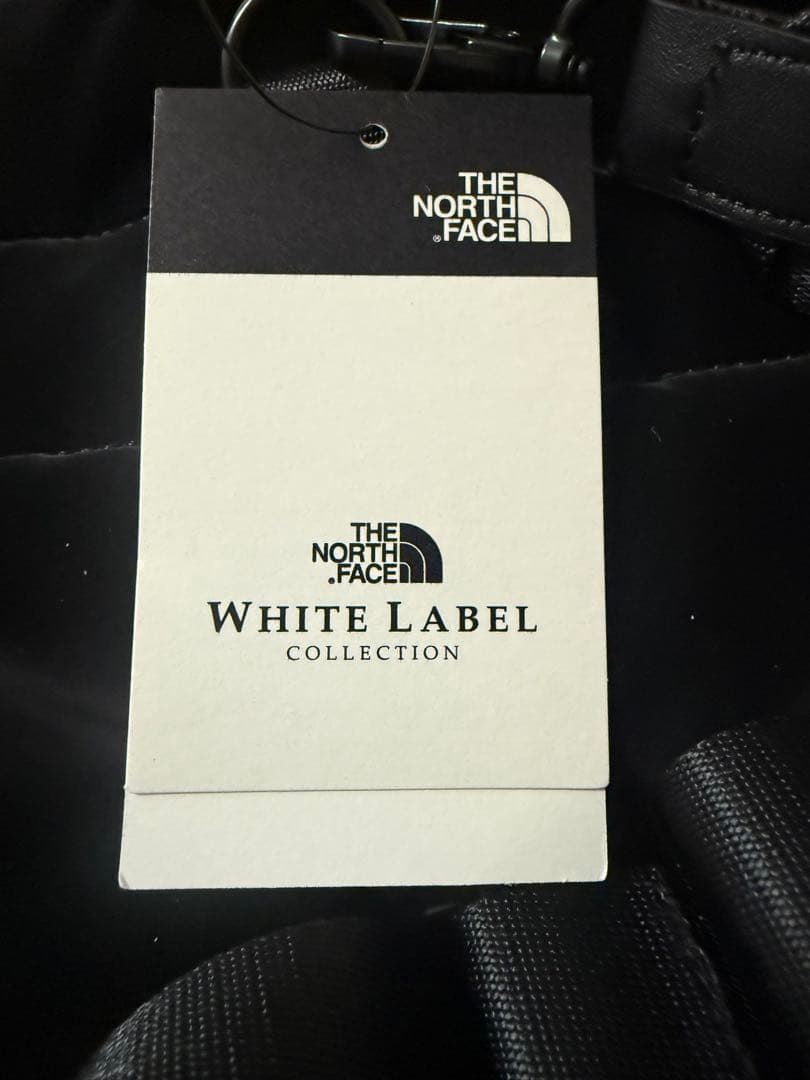 THE
NORTH
® FACE
THE
NORTH
FACE
WHITE LABEL
COLLECTION